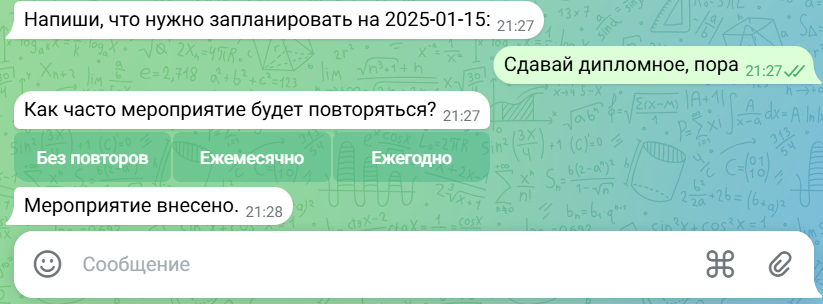 Напиши, что нужно запланировать на 2025-01-15: 21:27
Сдавай дипломное, пора 21:27
Как часто мероприятие будет повторяться? 21:27
Без повторов Ежемесячно Ежегодно
Мероприятие внесено. 21:28
Сообщение